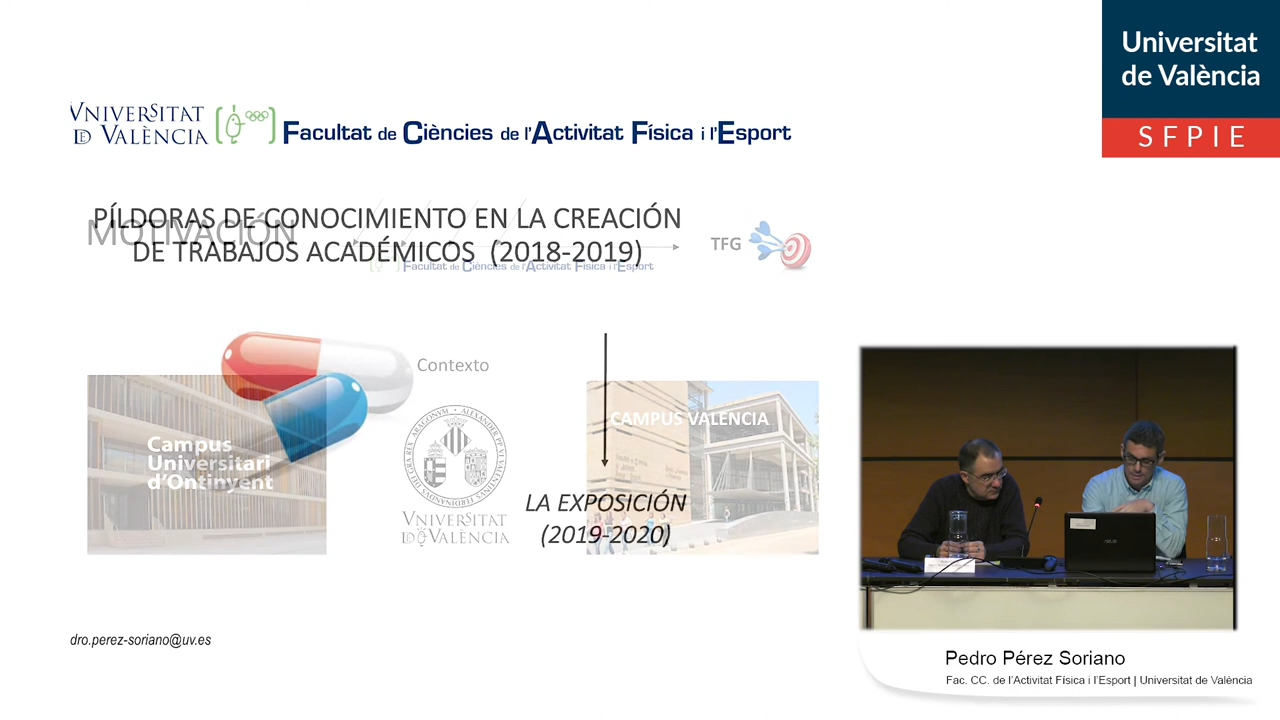 Universitat
de València
SFPIE
VNIVERSITAT
DE VALÈNCIA
Facultat de Ciències de l'Activitat Física i l'Esport
PÍLDORAS DE CONOCIMIENTO EN LA CREACIÓN
MOTIVACIÓN
DE TRABAJOS ACADÉMICOS (2018-2019)
TFG
Facultat de Ciències de l'Activitat Física i l'Esport
Contexto
CAMPUS VALENCIA
Campus
Universitari
d'Ontinyent
VNIVERSITAT
DE VALÈNCIA
LA EXPOSICIÓN
(2019-2020)
dro.perez-soriano@uv.es
Pedro Pérez Soriano
Fac. CC. de l'Activitat Física i l'Esport | Universitat de València